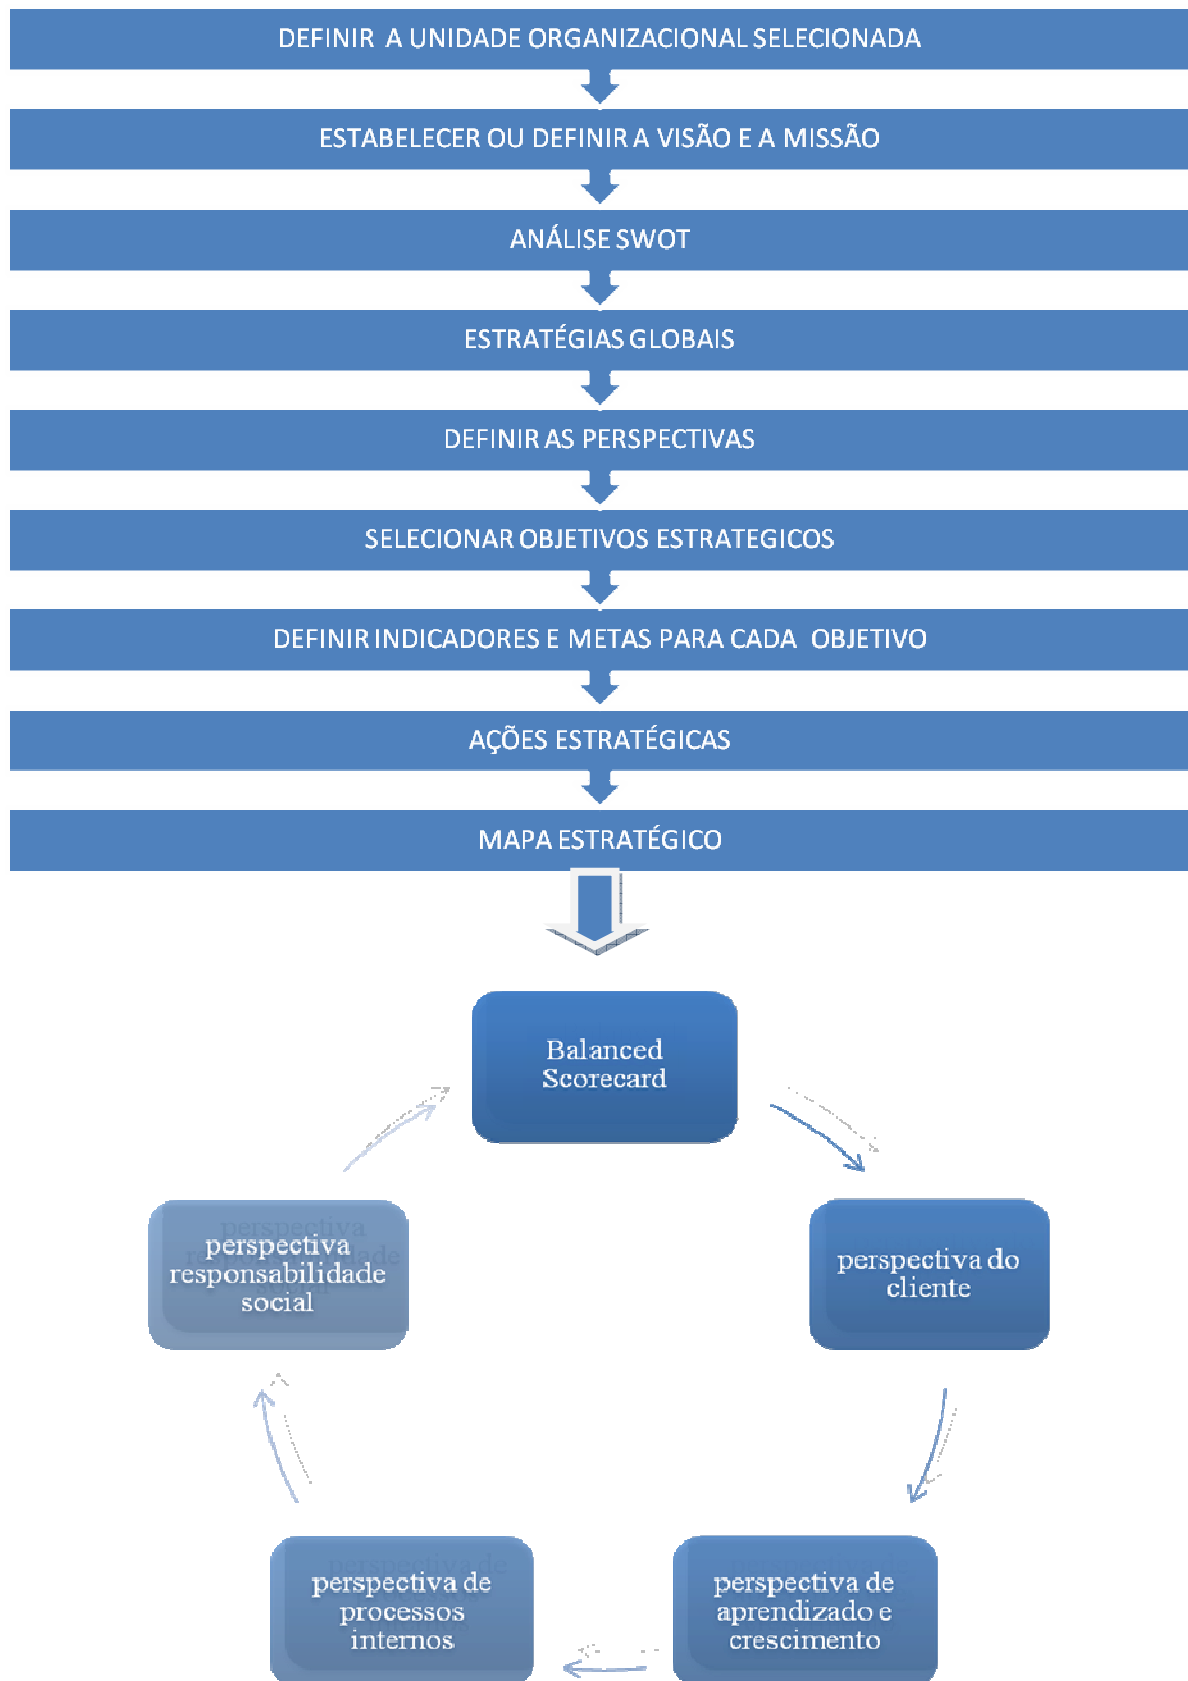 DEFINIR A UNIDADE ORGANIZACIONAL SELECIONADA
ESTABELECER OU DEFINIR A VISÃO E A MISSÃO
ANÁLISE SWOT
ESTRATÉGIAS GLOBAIS
DEFINIR AS PERSPECTIVAS
SELECIONAR OBJETIVOS ESTRATEGICOS
DEFINIR INDICADORES E METAS PARA CADA OBJETIVO
AÇÕES ESTRATÉGICAS
MAPA ESTRATÉGICO
Balanced
Scorecard
perspectiva do
cliente
perspectiva de
aprendizado e
crescimento
perspectiva de
processos
internos
perspectiva
responsabilidade
social